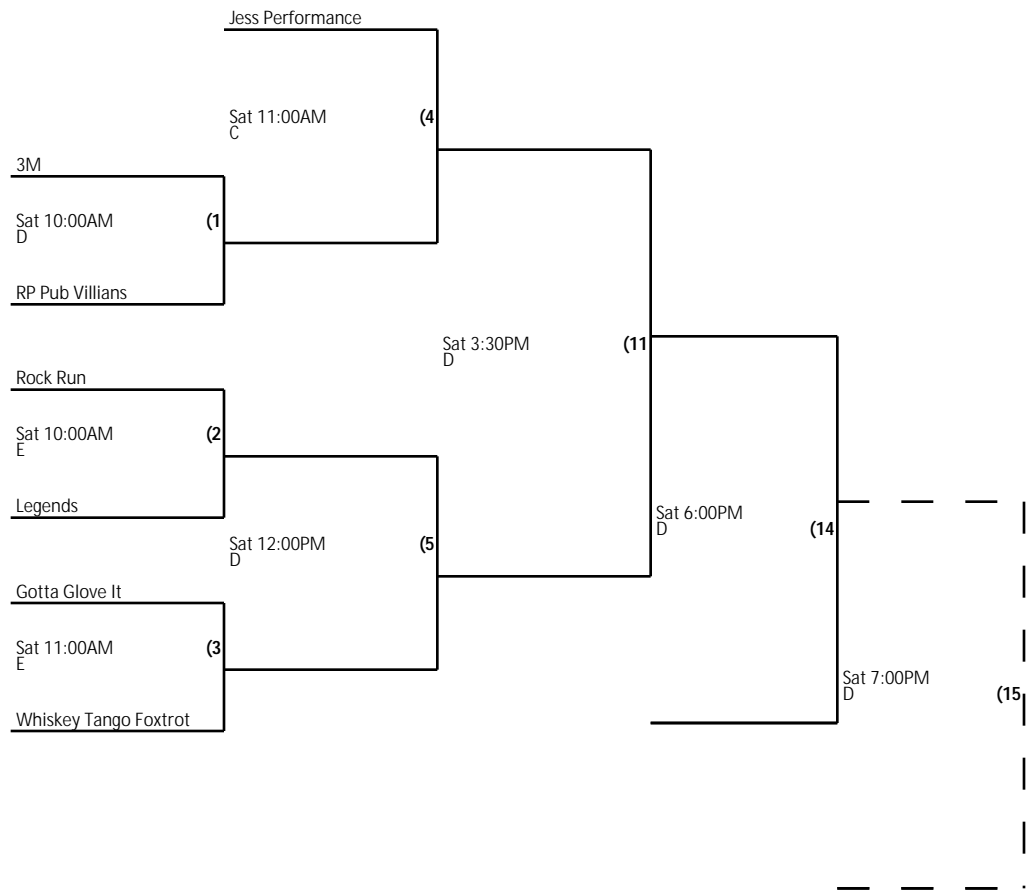 Jess Performance
Sat 11:00AM (4
C
3M
Sat 10:00AM (1
D
RP Pub Villians
Sat 3:30PM (11
D
Rock Run
Sat 10:00AM (2
E
Legends
Sat 6:00PM (14
D
Sat 12:00PM (5
D
Gotta Glove It
Sat 11:00AM (3
E
Sat 7:00PM (15
D
Whiskey Tango Foxtrot